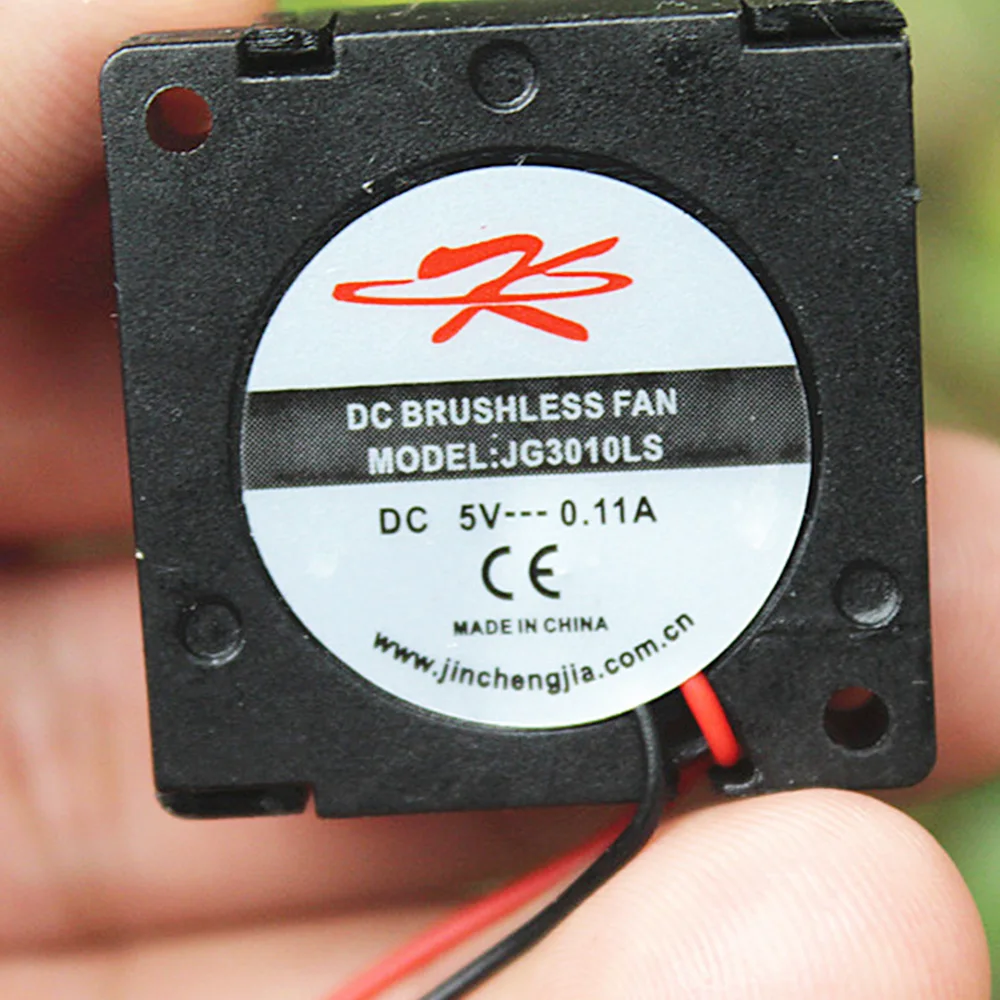 DC BRUSHLESS FAN
MODEL:JG3010LS
DC 5V--- 0.11A
CE
MADE IN CHINA
www.jinchengjia.com.cn